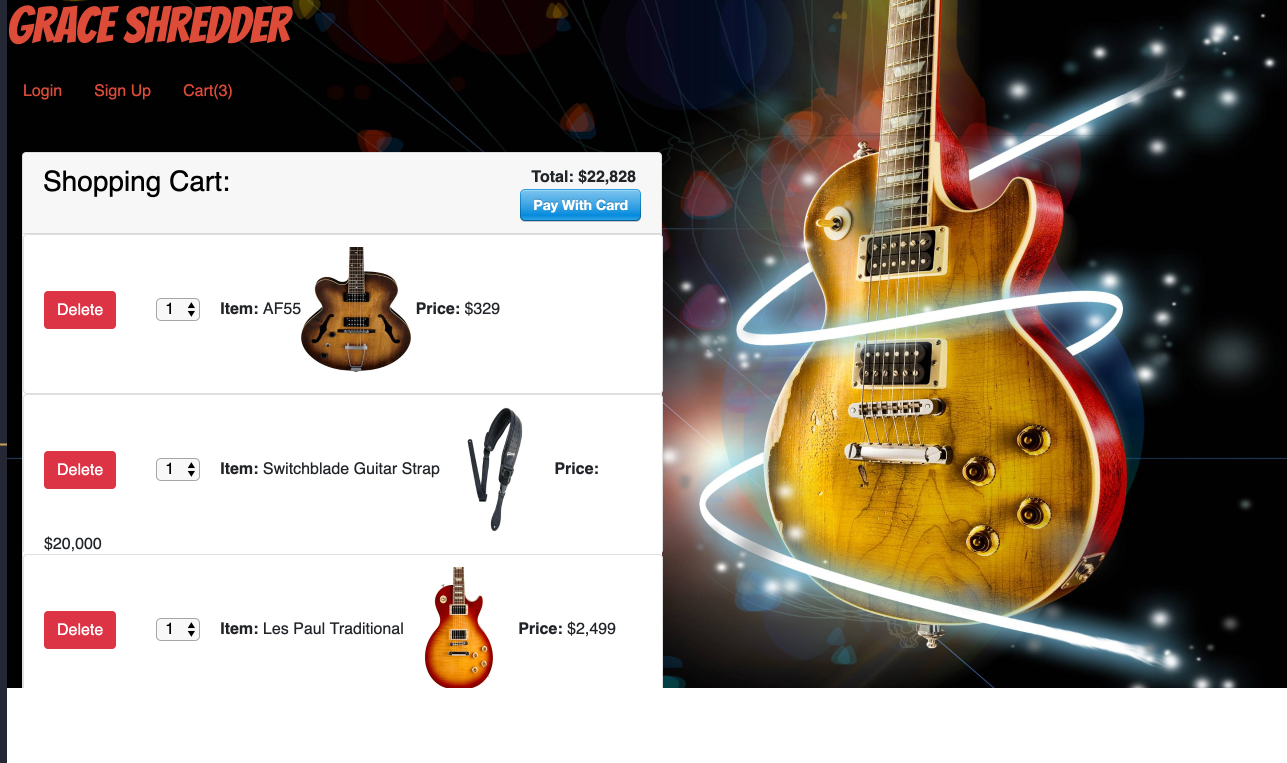 GRACE SHREDDER
Login Sign Up Cart(3)
Shopping Cart:
Total: $22,828
Pay With Card
Delete 1 Item: AF55 Price: $329
Delete 1 Item: Switchblade Guitar Strap Price:
$20,000
Delete 1 Item: Les Paul Traditional Price: $2,499